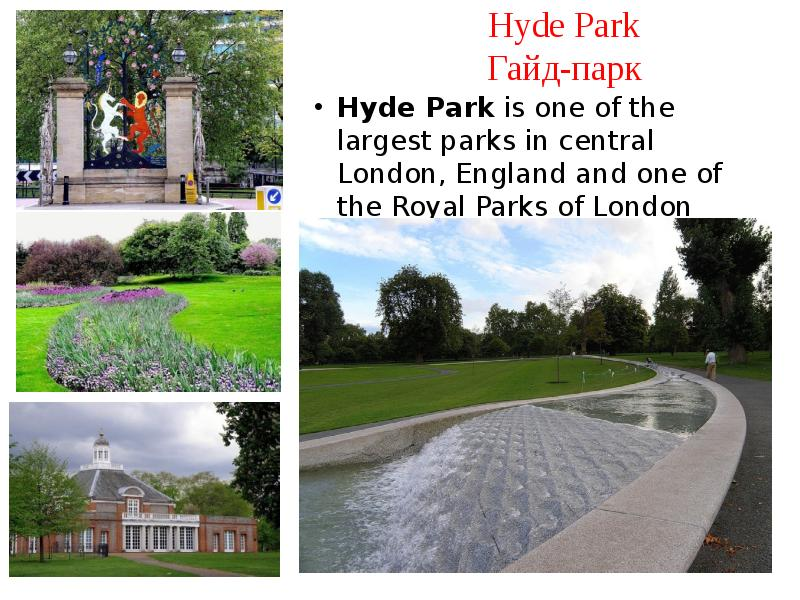 Hyde Park
Гайд-парк
• Hyde Park is one of the
largest parks in central
London, England and one of
the Royal Parks of London